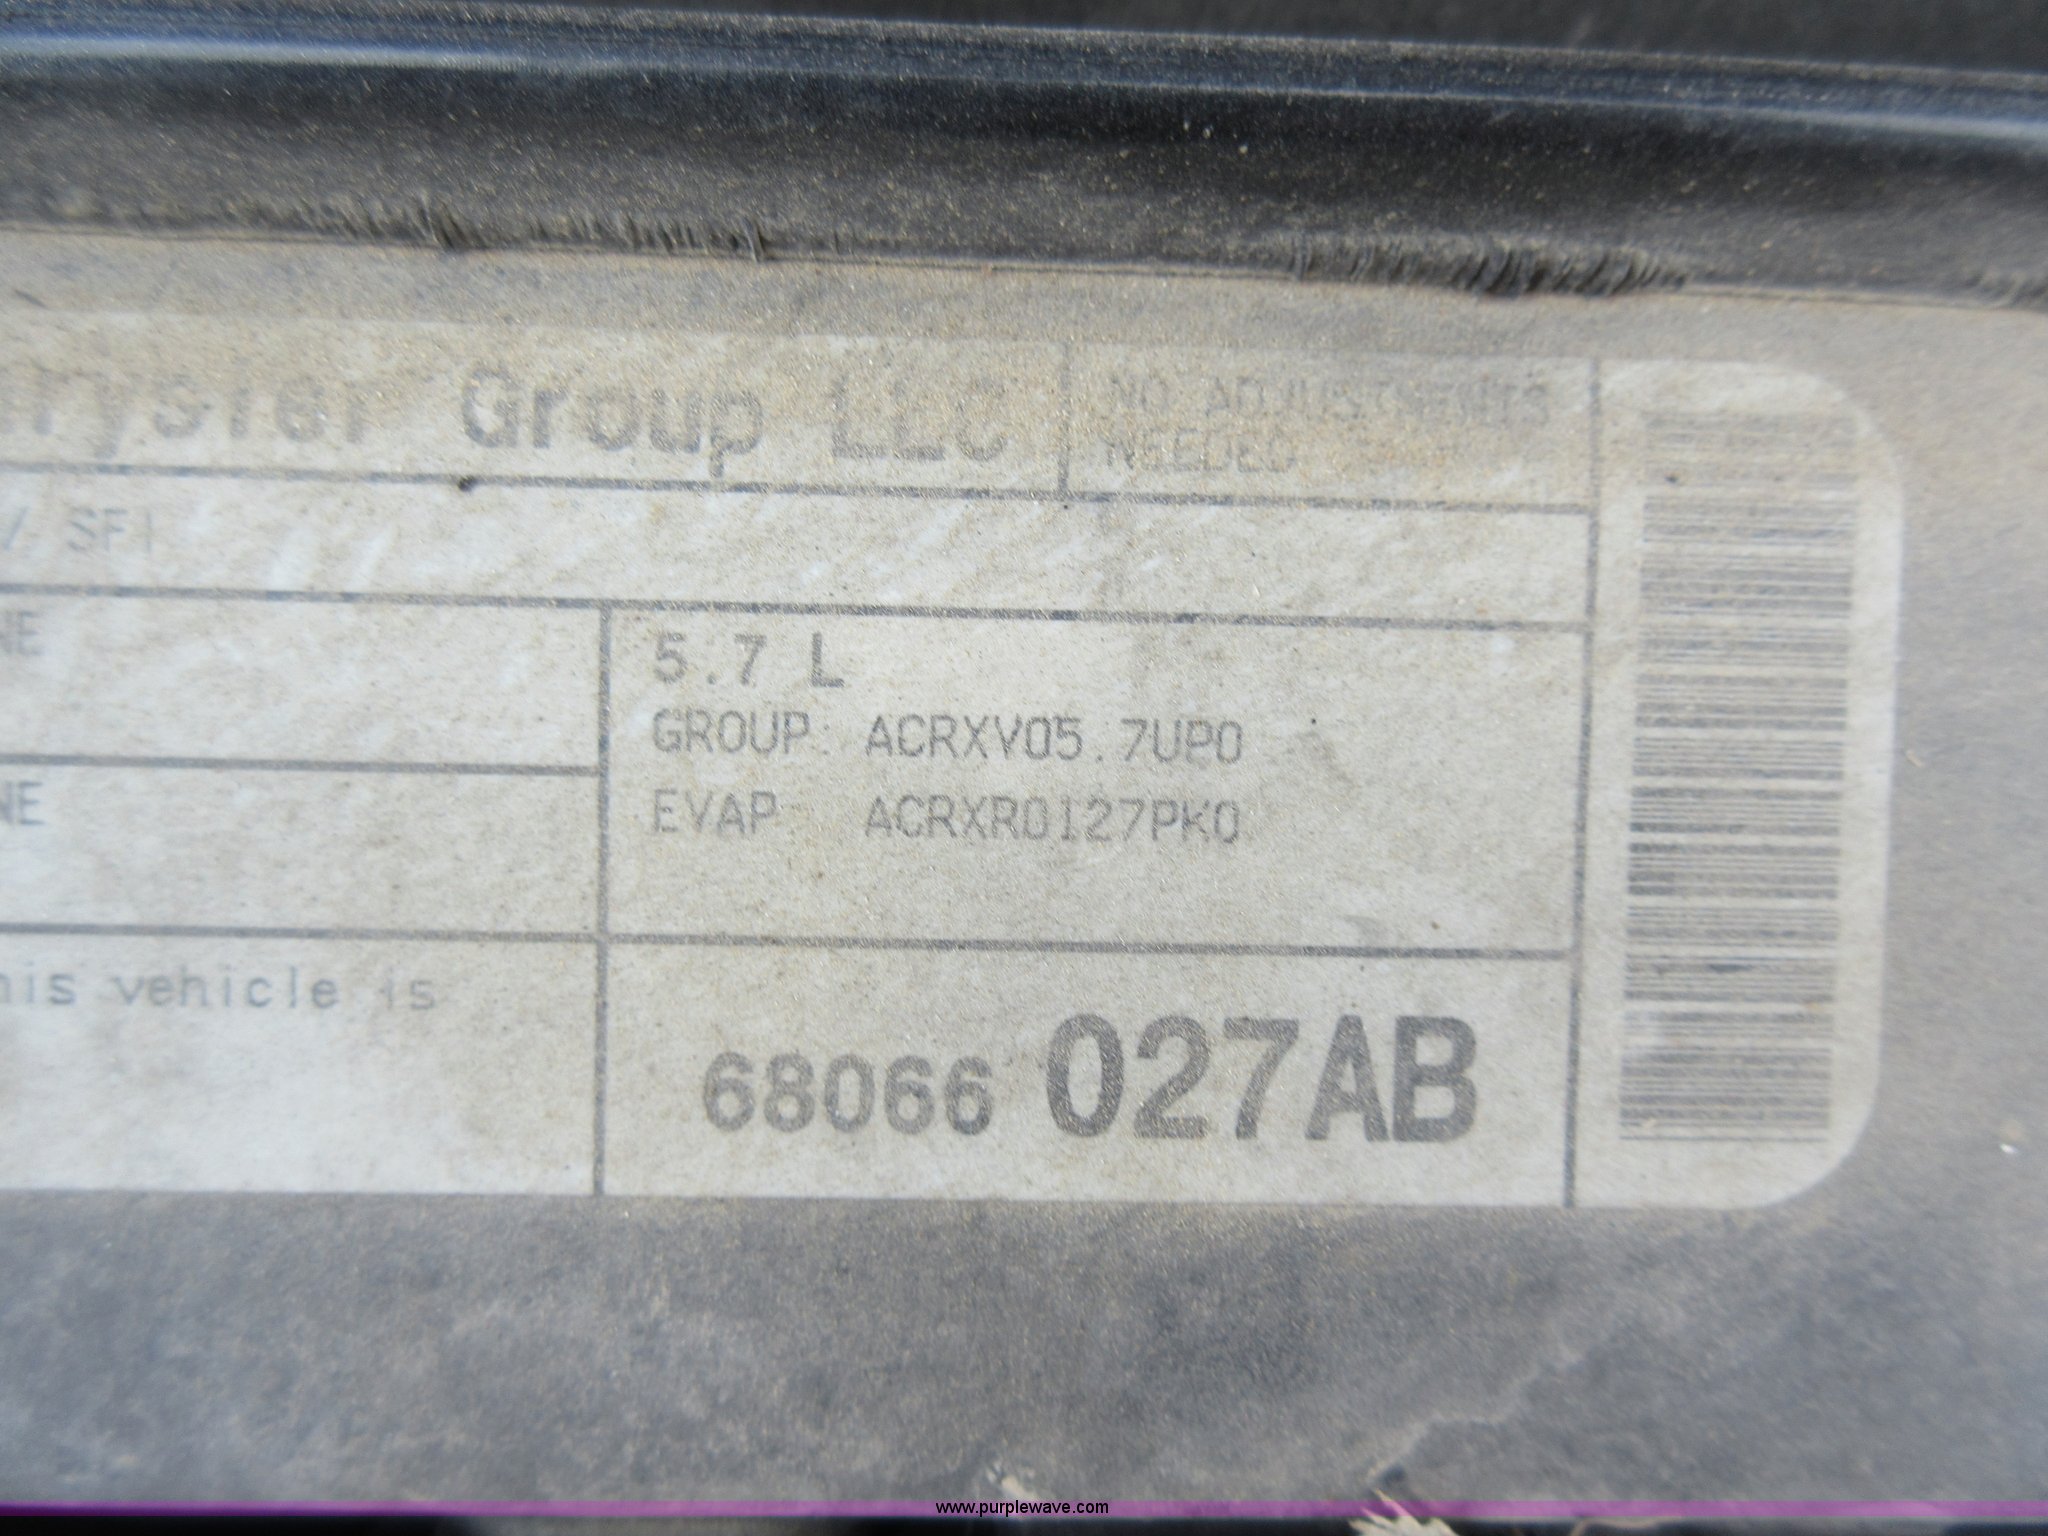 hrysler Group LLC
NO ADJUSTMENTS
NEEDED
/ SFI
NE
5.7 L
GROUP: ACRXV05.7UP0
NE
EVAP: ACRXR0127PK0
his vehicle is
68066 027AB
www.purplewave.com